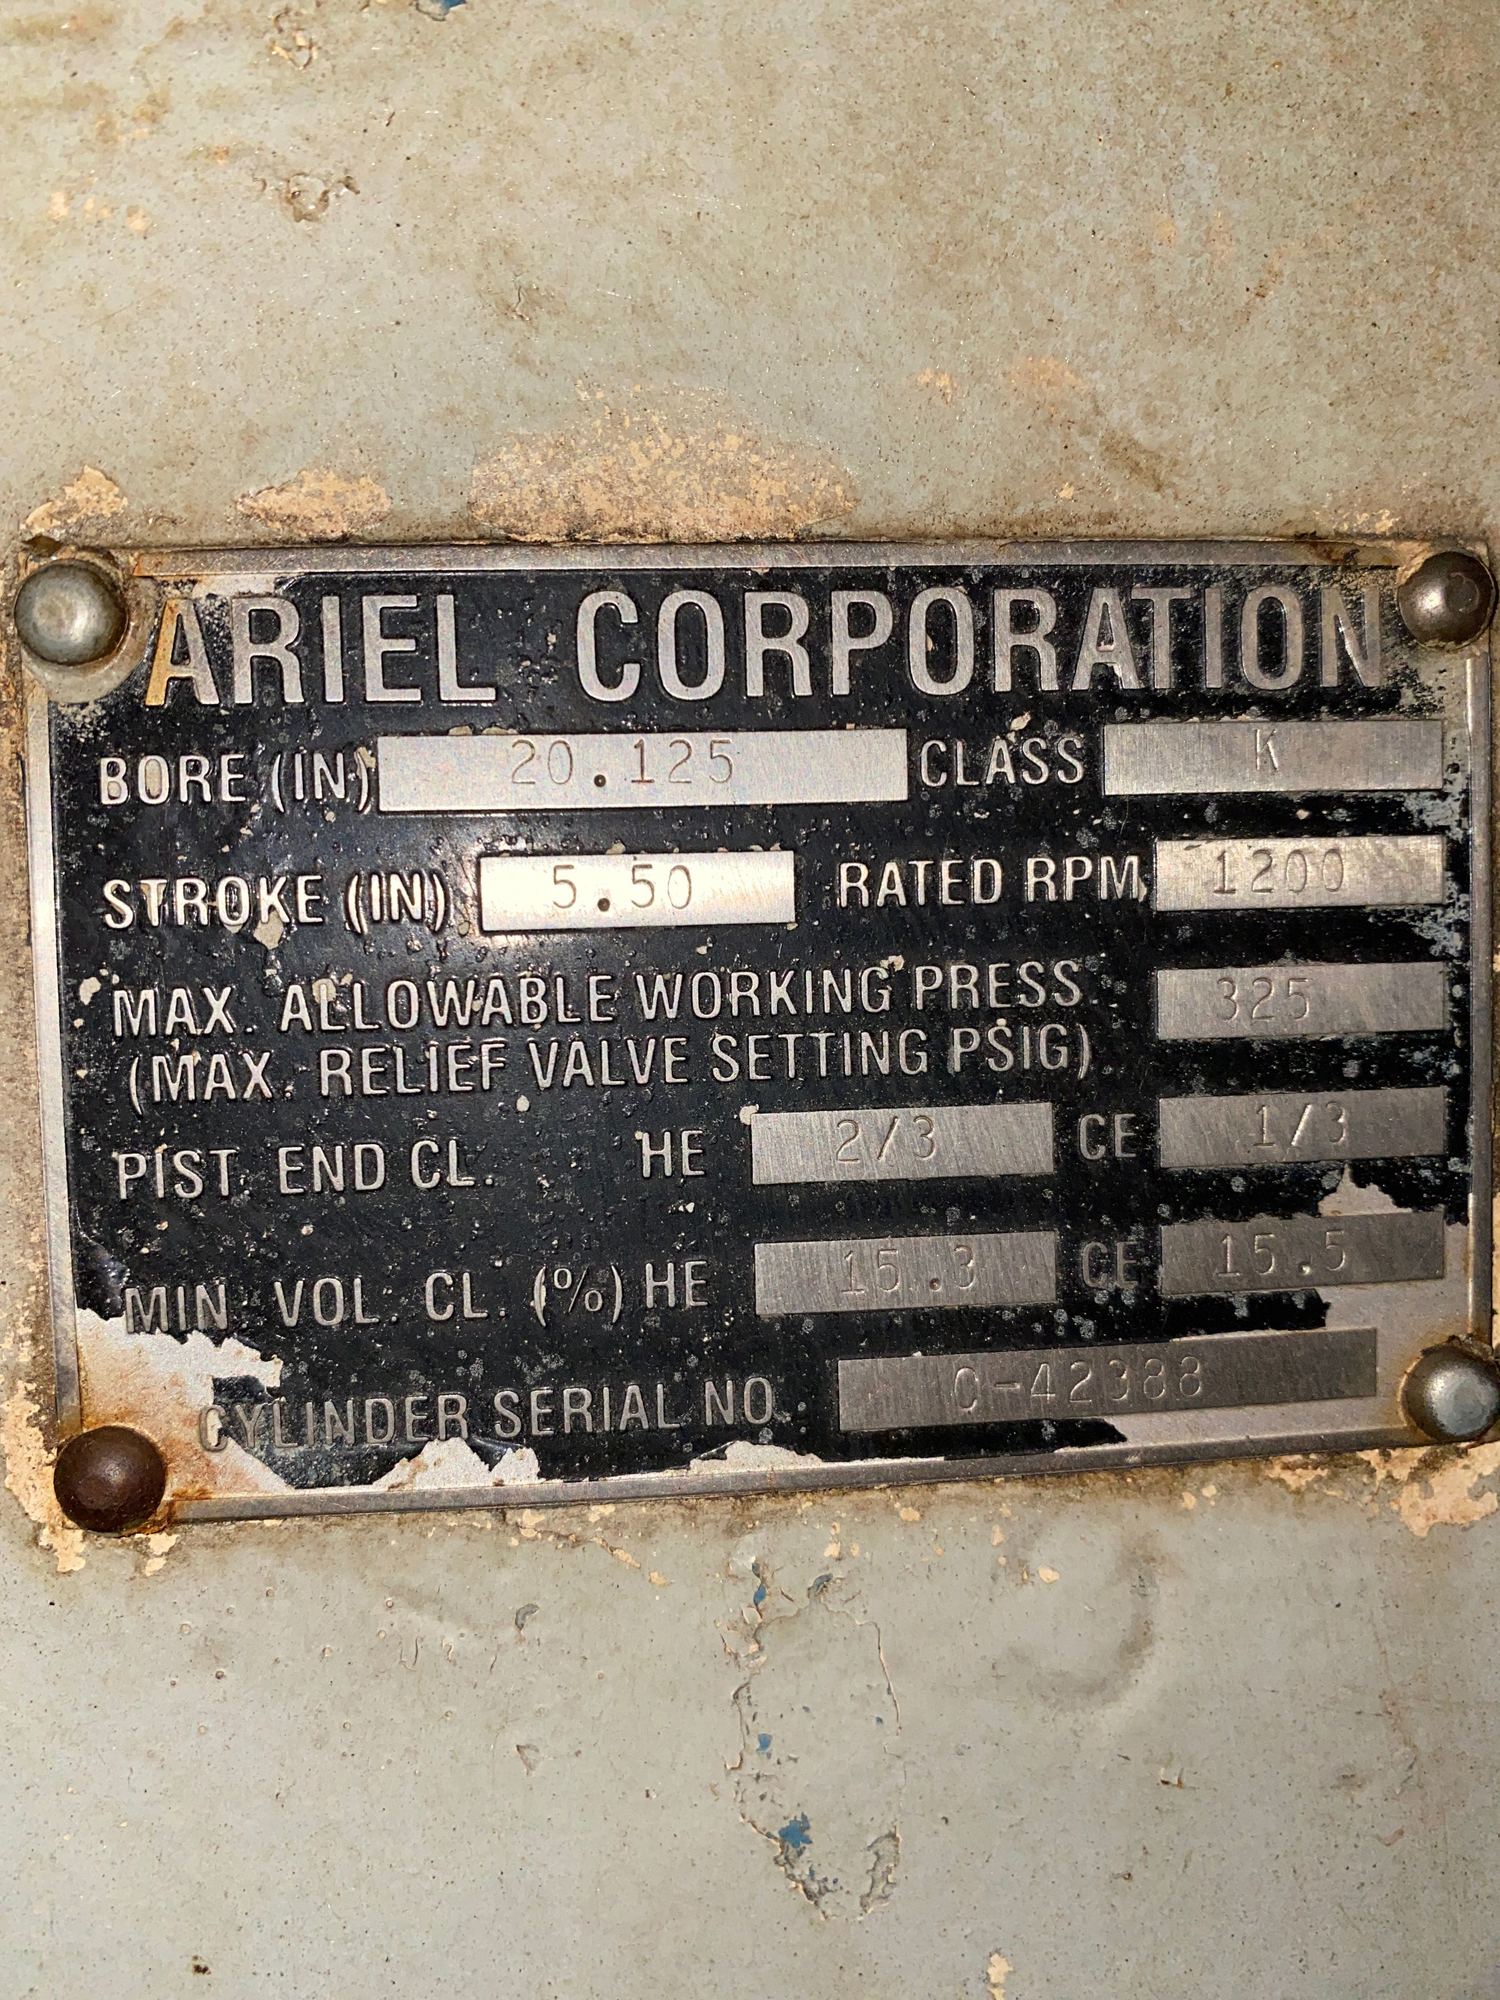 ARIEL CORPORATION
BORE (IN) 20.125 CLASS K
STROKE (IN) 5.50 RATED RPM 1200
MAX. ALLOWABLE WORKING PRESS. 325
(MAX. RELIEF VALVE SETTING PSIG)
PIST. END CL. HE 2/3 CE 1/3
MIN. VOL. CL. (%) HE 15.3 CE 15.5
CYLINDER SERIAL NO. C-42388